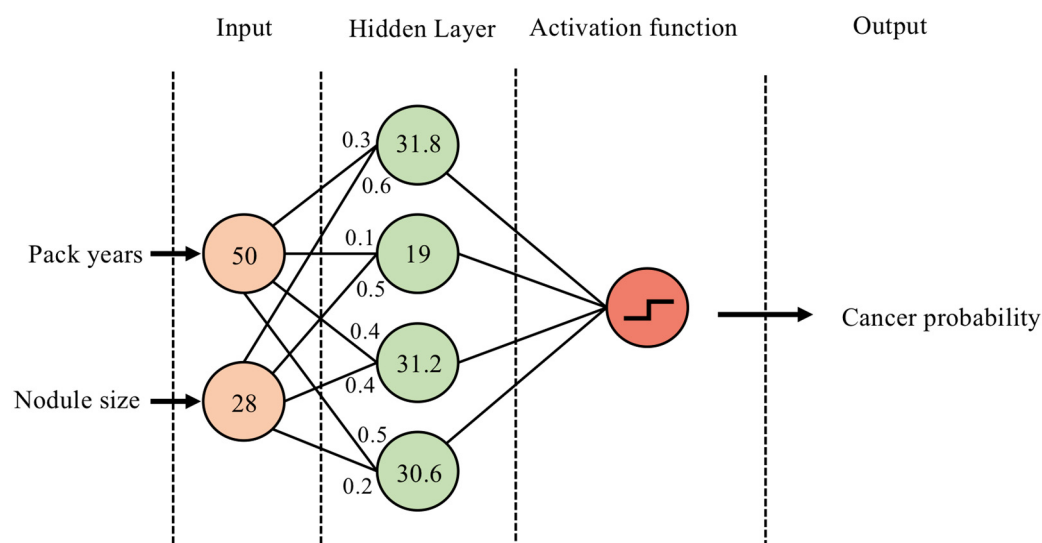 Input
Hidden Layer
Activation function
Output
0.3
31.8
0.6
Pack years
50
0.1
19
0.5
0.4
31.2
Cancer probability
Nodule size
28
0.4
0.5
30.6
0.2